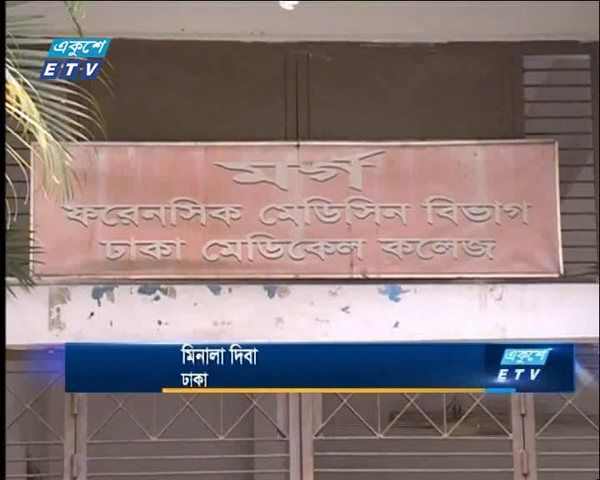 একুশে
ETV
মর্গ
ফরেনসিক মেডিসিন বিভাগ
ঢাকা মেডিকেল কলেজ
মিনালা দিবা
ঢাকা
একুশে
ETV